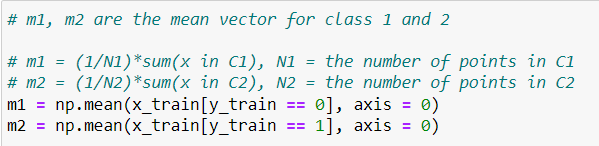 # m1, m2 are the mean vector for class 1 and 2
# m1 = (1/N1)*sum(x in C1), N1 = the number of points in C1
# m2 = (1/N2)*sum(x in C2), N2 = the number of points in C2
m1 = np.mean(x_train[y_train == 0], axis = 0)
m2 = np.mean(x_train[y_train == 1], axis = 0)